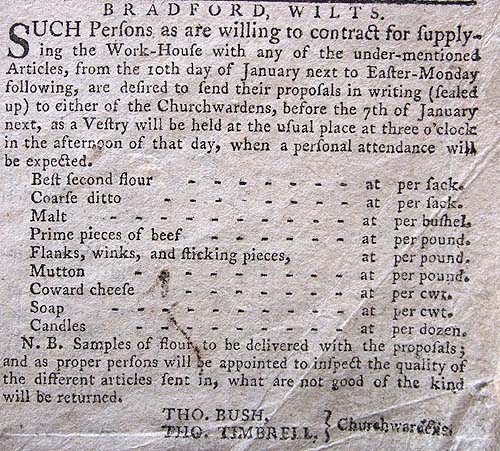 BRADFORD, WILTS.
SUCH Perſons as are willing to contract for ſupply-
ing the Work-Houſe with any of the under-mentioned
Articles, from the 10th day of January next to Eaſter-Monday
following, are deſired to ſend their propoſals in writing (ſealed
up) to either of the Churchwardens, before the 7th of January
next, as a Veſtry will be held at the uſual place at three o'clock
in the afternoon of that day, when a perſonal attendance will
be expected.
Beſt ſecond flour - - - - - - - at per ſack.
Coarſe ditto - - - - - - - at per ſack.
Malt - - - - - - - - at per buſhel.
Prime pieces of beef - - - - - - at per pound.
Flanks, winks, and ſticking pieces, at per pound.
Mutton - - - - - - - - at per pound.
Coward cheeſe - - - - - - - at per cwt.
Soap - - - - - - - - at per cwt.
Candles - - - - - - - - at per dozen.
N. B. Samples of flour to be delivered with the propoſals;
and as proper perſons will be appointed to inſpect the quality of
the different articles ſent in, what are not good of the kind
will be returned.
THO. BUSH,
THO. TIMBRELL, } Churchwardens.